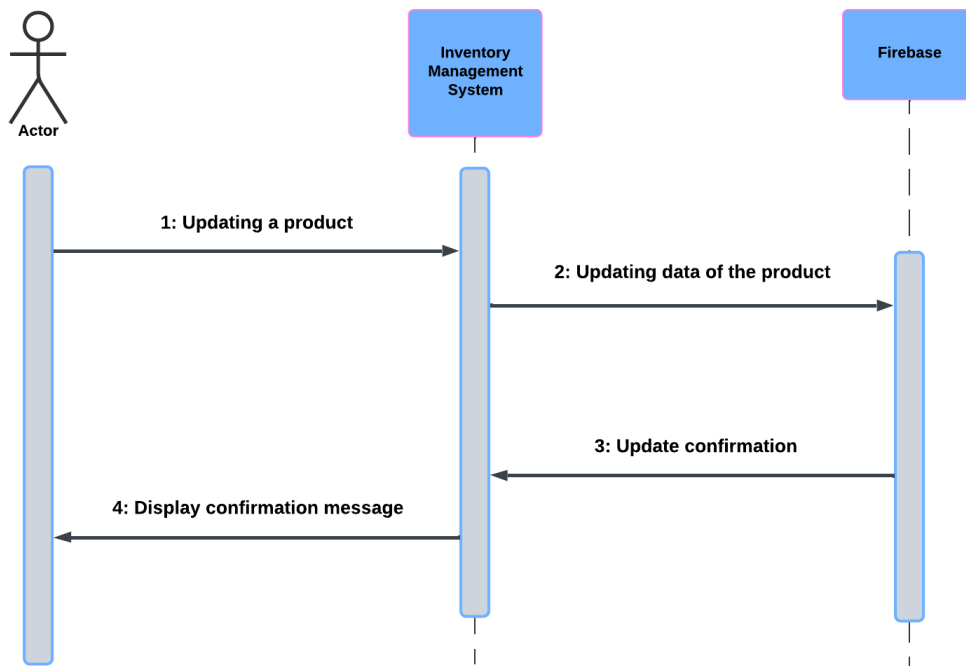 Inventory
Management
System
Firebase
Actor
1: Updating a product
2: Updating data of the product
3: Update confirmation
4: Display confirmation message